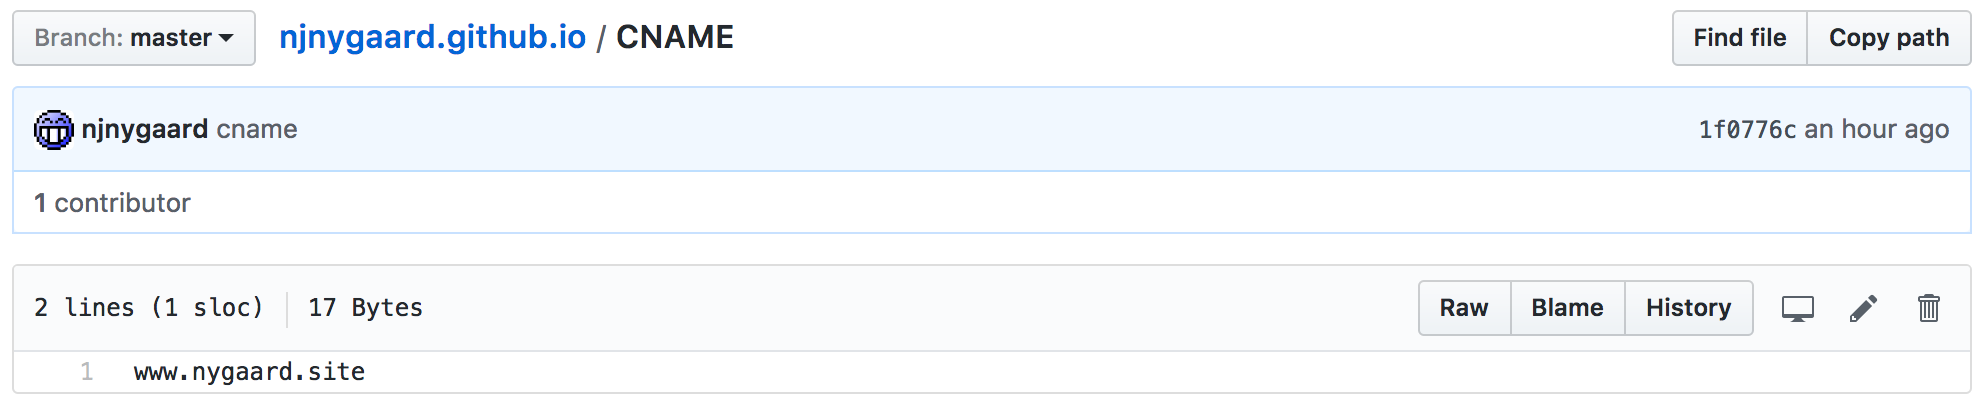 Branch: master njnygaard.github.io / CNAME Find file Copy path
njnygaard cname 1f0776c an hour ago
1 contributor
2 lines (1 sloc) 17 Bytes Raw Blame History
1 www.nygaard.site